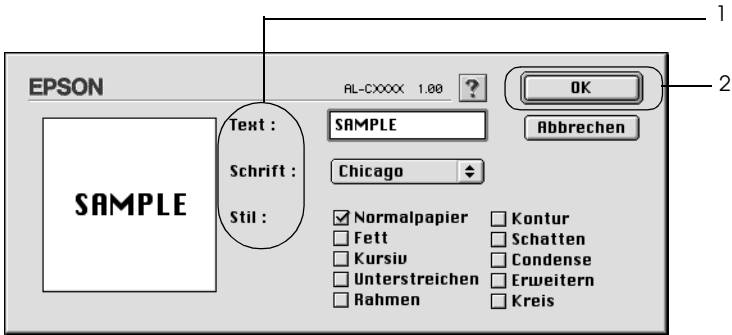 1
EPSON
AL-CXXXX 1.00 ?
OK
2
Text :
SAMPLE
Abbrechen
Schrift :
Chicago
SAMPLE
Stil :
Normalpapier
Kontur
Fett
Schatten
Kursiv
Condense
Unterstreichen
Erweitern
Rahmen
Kreis